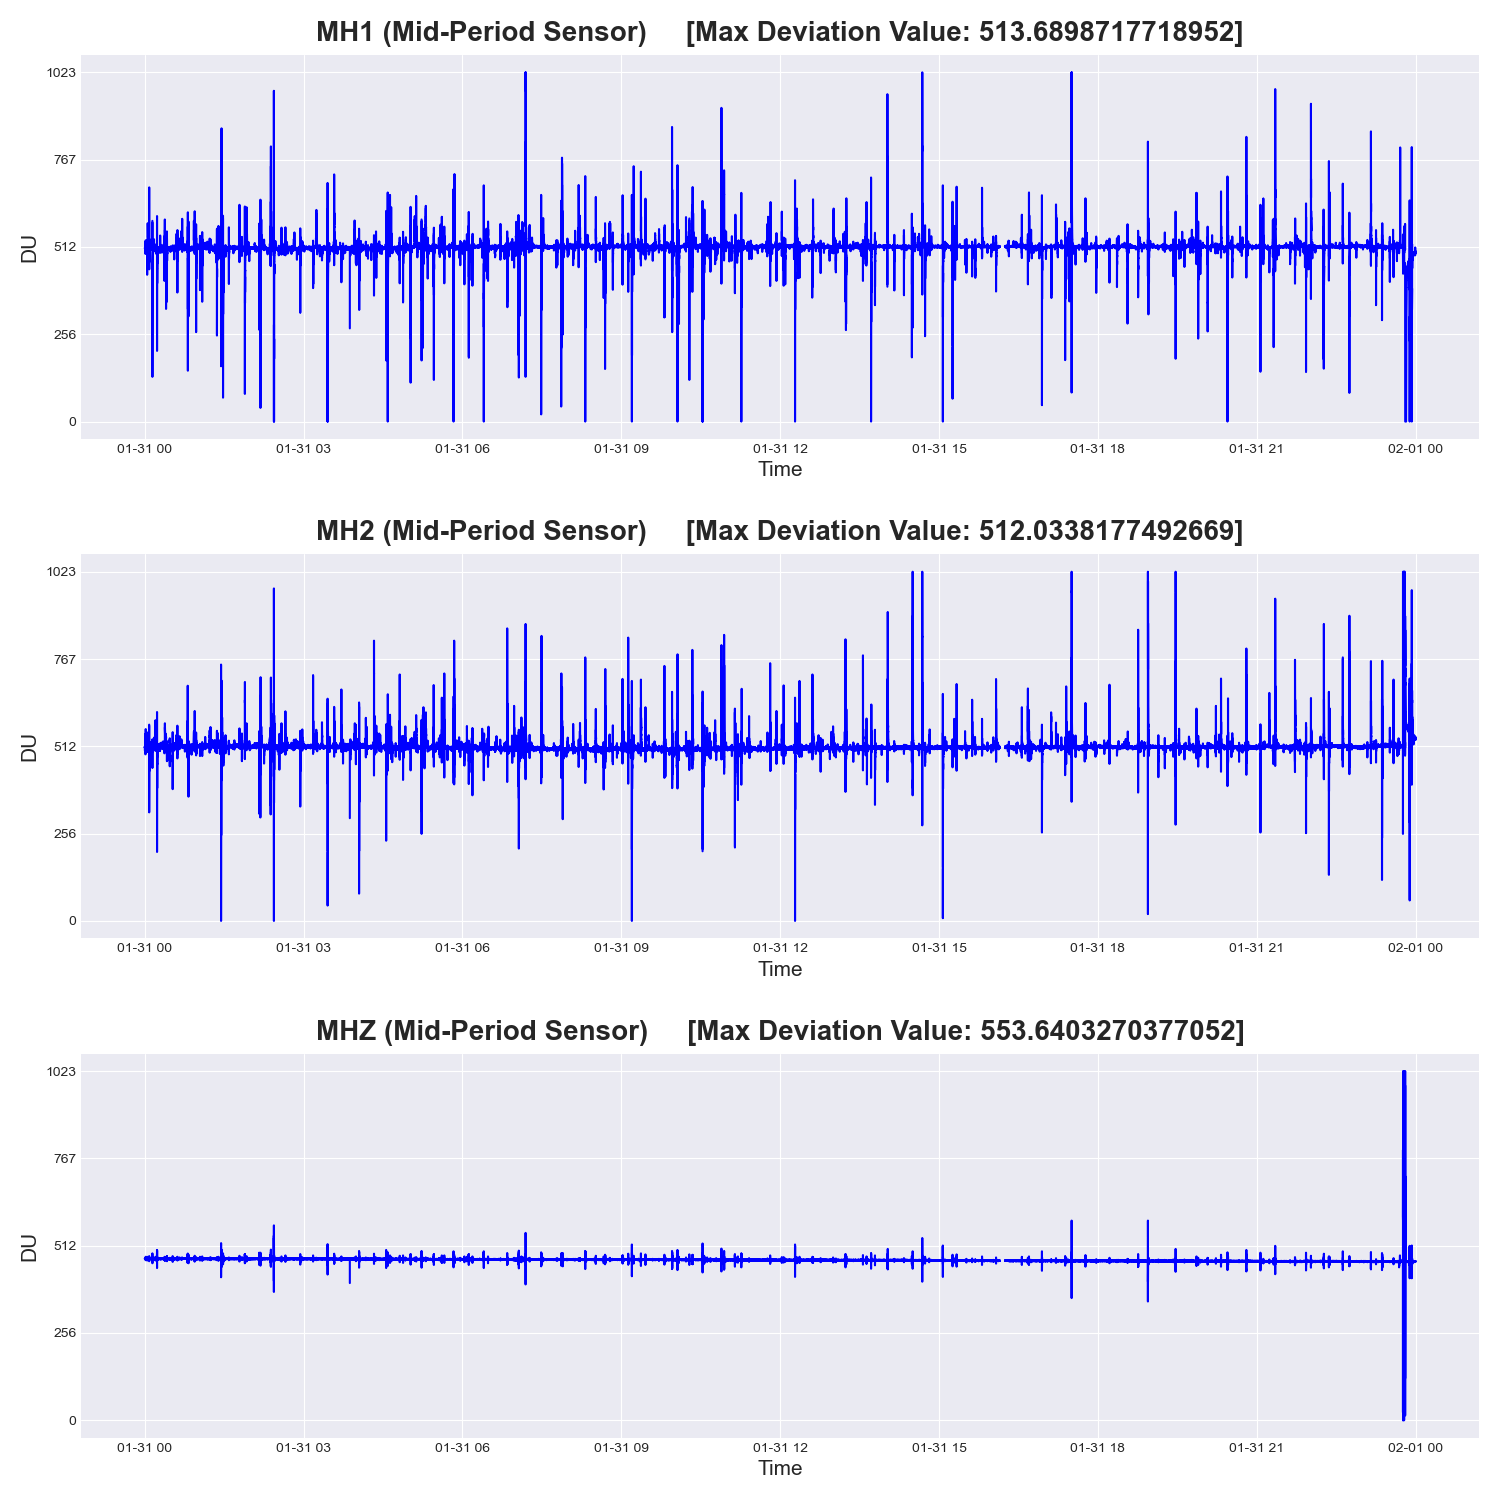 MH1 (Mid-Period Sensor) [Max Deviation Value: 513.6898717718952]
1023
767
512
256
0
DU
01-31 00 01-31 03 01-31 06 01-31 09 01-31 12 01-31 15 01-31 18 01-31 21 02-01 00
Time
MH2 (Mid-Period Sensor) [Max Deviation Value: 512.0338177492669]
1023
767
512
256
0
DU
01-31 00 01-31 03 01-31 06 01-31 09 01-31 12 01-31 15 01-31 18 01-31 21 02-01 00
Time
MHZ (Mid-Period Sensor) [Max Deviation Value: 553.6403270377052]
1023
767
512
256
0
DU
01-31 00 01-31 03 01-31 06 01-31 09 01-31 12 01-31 15 01-31 18 01-31 21 02-01 00
Time